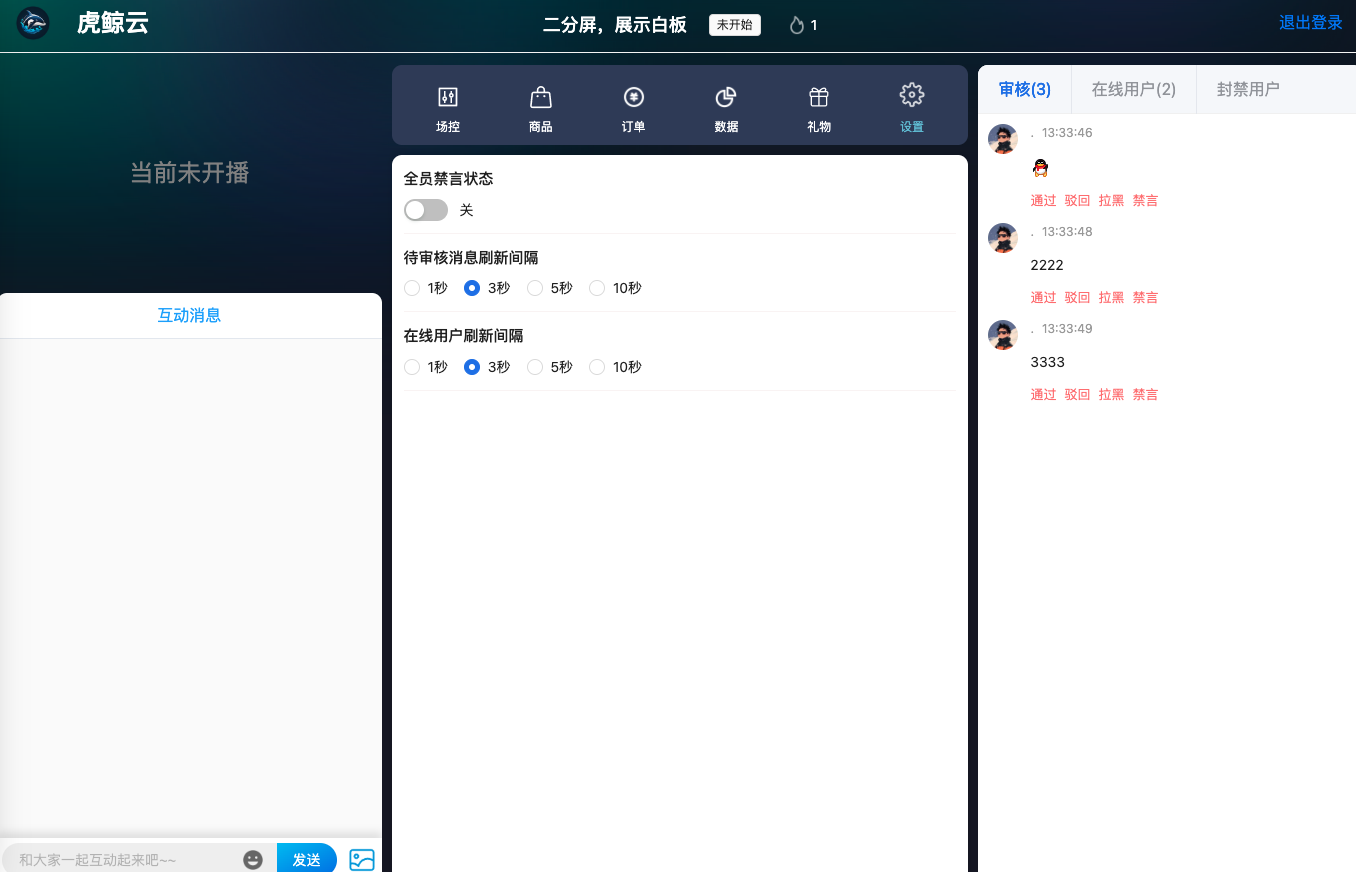 虎鲸云
二分屏，展示白板 未开始 1
退出登录
当前未开播
互动消息
和大家一起互动起来吧~~
发送
场控 商品 订单 数据 礼物 设置
全员禁言状态
关
待审核消息刷新间隔
1秒 3秒 5秒 10秒
在线用户刷新间隔
1秒 3秒 5秒 10秒
审核(3) 在线用户(2) 封禁用户
. 13:33:46
通过 驳回 拉黑 禁言
. 13:33:48
2222
通过 驳回 拉黑 禁言
. 13:33:49
3333
通过 驳回 拉黑 禁言